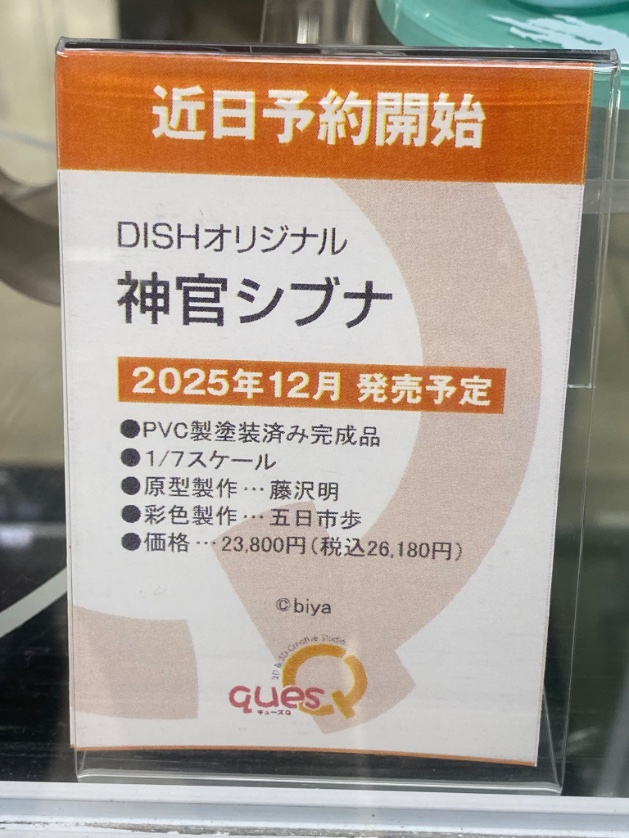 近日予約開始
DISHオリジナル
神官シブナ
2025年12月 発売予定
●PVC製塗装済み完成品
●1/7スケール
●原型製作…藤沢明
●彩色製作…五日市歩
●価格…23,800円(税込26,180円)
©biya
2D & 3D Creative Studio
quesQ
キューズQ